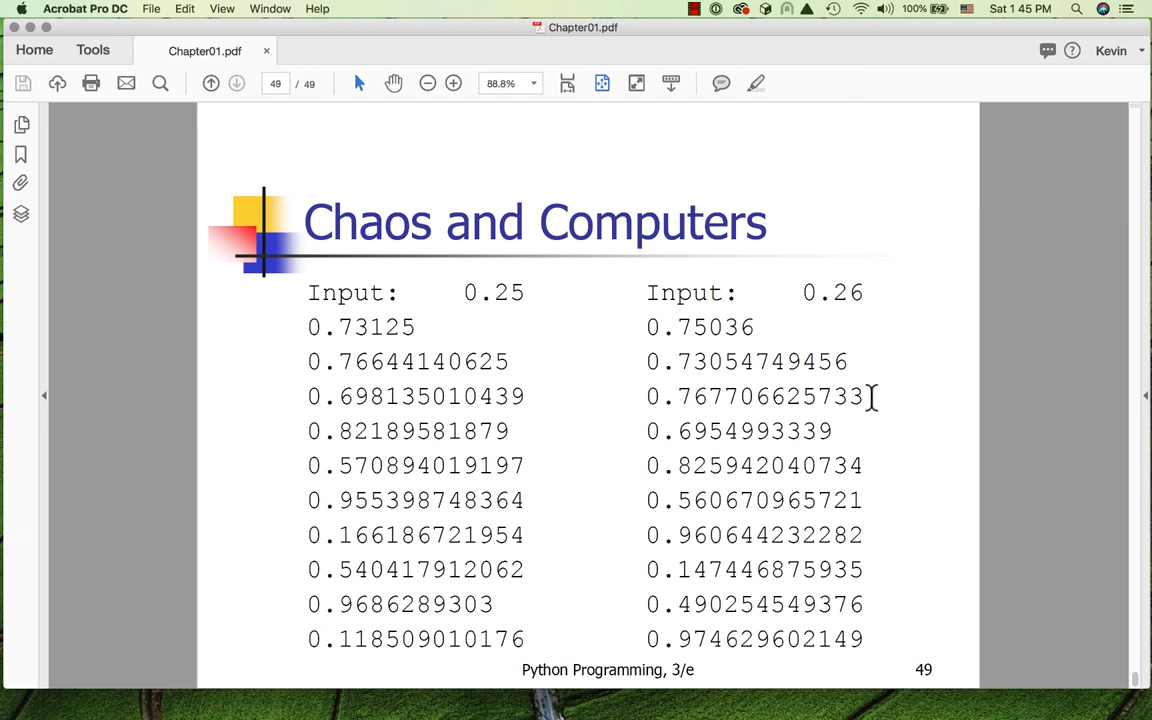 Acrobat Pro DC File Edit View Window Help 100% Sat 1 45 PM
Chapter01.pdf
Home Tools Chapter01.pdf × ? Kevin
49 / 49 88.8%
Chaos and Computers
Input: 0.25
0.73125
0.76644140625
0.698135010439
0.82189581879
0.570894019197
0.955398748364
0.166186721954
0.540417912062
0.9686289303
0.118509010176
Input: 0.26
0.75036
0.73054749456
0.767706625733
0.6954993339
0.825942040734
0.560670965721
0.960644232282
0.147446875935
0.490254549376
0.974629602149
Python Programming, 3/e 49